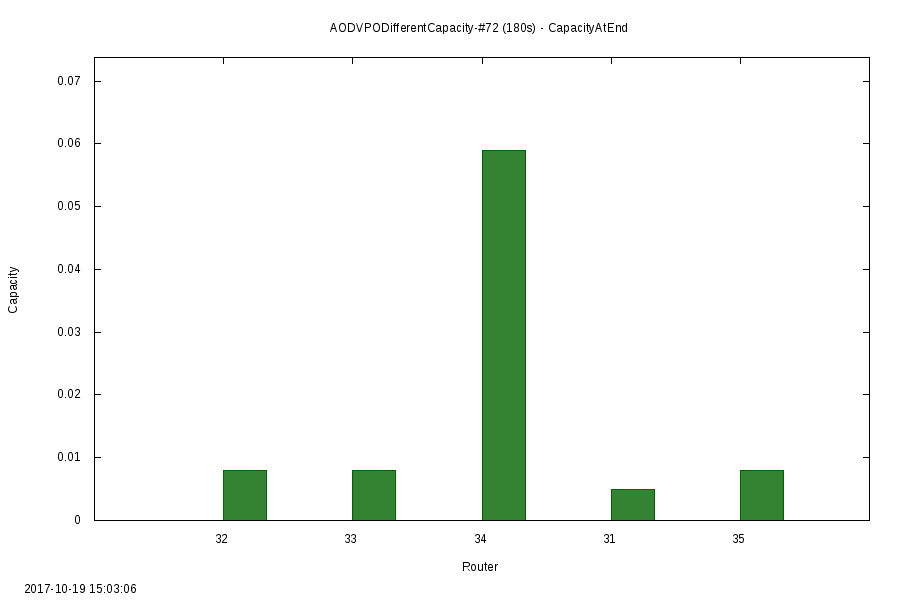 AODVPODifferentCapacity-#72 (180s) - CapacityAtEnd
0.07
0.06
0.05
0.04
0.03
0.02
0.01
0
Capacity
32 33 34 31 35
Router
2017-10-19 15:03:06